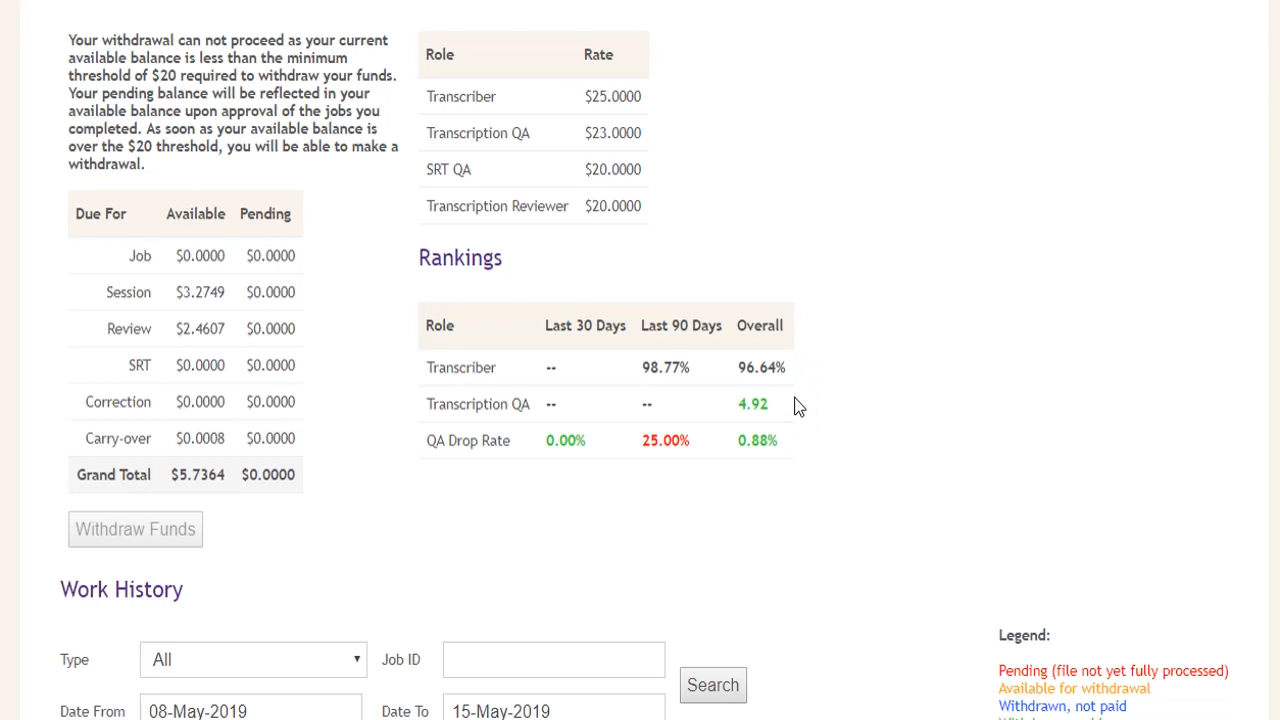 Your withdrawal can not proceed as your current
available balance is less than the minimum
threshold of $20 required to withdraw your funds.
Your pending balance will be reflected in your
available balance upon approval of the jobs you
completed. As soon as your available balance is
over the $20 threshold, you will be able to make a
withdrawal.
Due For Available Pending
Job $0.0000 $0.0000
Session $3.2749 $0.0000
Review $2.4607 $0.0000
SRT $0.0000 $0.0000
Correction $0.0000 $0.0000
Carry-over $0.0008 $0.0000
Grand Total $5.7364 $0.0000
Withdraw Funds
Role Rate
Transcriber $25.0000
Transcription QA $23.0000
SRT QA $20.0000
Transcription Reviewer $20.0000
Rankings
Role Last 30 Days Last 90 Days Overall
Transcriber -- 98.77% 96.64%
Transcription QA -- -- 4.92
QA Drop Rate 0.00% 25.00% 0.88%
Work History
Type All Job ID
Search
Date From 08-May-2019 Date To 15-May-2019
Legend:
Pending (file not yet fully processed)
Available for withdrawal
Withdrawn, not paid